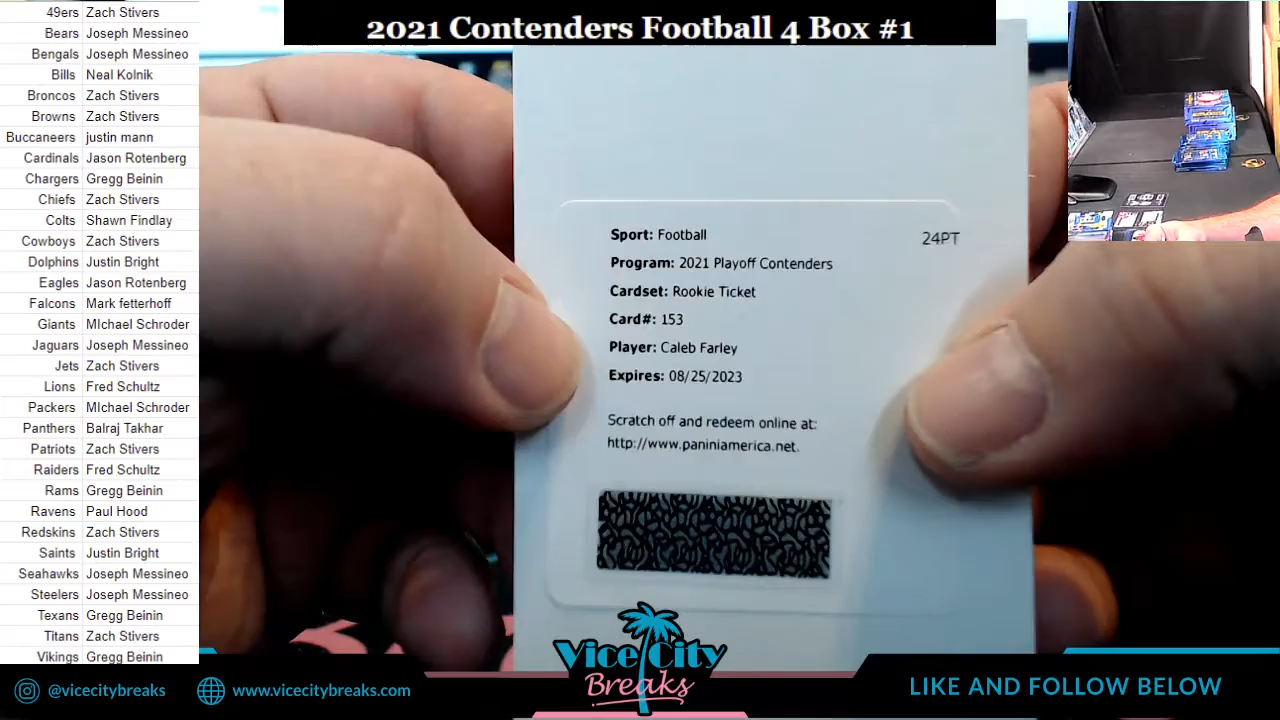 2021 Contenders Football 4 Box #1
49ers Zach Stivers
Bears Joseph Messineo
Bengals Joseph Messineo
Bills Neal Kolnik
Broncos Zach Stivers
Browns Zach Stivers
Buccaneers justin mann
Cardinals Jason Rotenberg
Chargers Gregg Beinin
Chiefs Zach Stivers
Colts Shawn Findlay
Cowboys Zach Stivers
Dolphins Justin Bright
Eagles Jason Rotenberg
Falcons Mark fetterhoff
Giants MIchael Schroder
Jaguars Joseph Messineo
Jets Zach Stivers
Lions Fred Schultz
Packers MIchael Schroder
Panthers Balraj Takhar
Patriots Zach Stivers
Raiders Fred Schultz
Rams Gregg Beinin
Ravens Paul Hood
Redskins Zach Stivers
Saints Justin Bright
Seahawks Joseph Messineo
Steelers Joseph Messineo
Texans Gregg Beinin
Titans Zach Stivers
Vikings Gregg Beinin
Sport: Football
24PT
Program: 2021 Playoff Contenders
Cardset: Rookie Ticket
Card#: 153
Player: Caleb Farley
Expires: 08/25/2023
Scratch off and redeem online at:
http://www.paniniamerica.net.
@vicecitybreaks
www.vicecitybreaks.com
Vice City
Breaks
LIKE AND FOLLOW BELOW